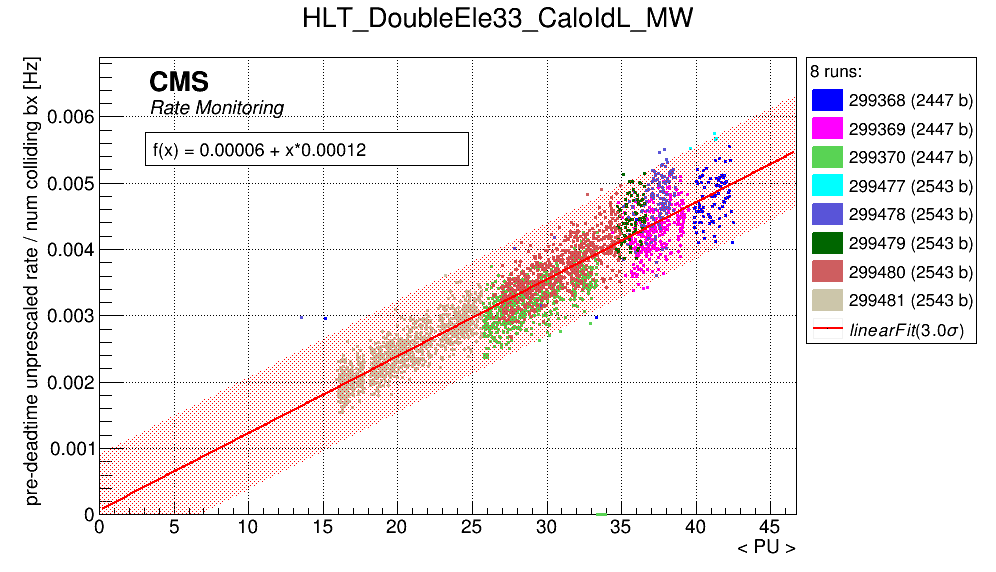 HLT_DoubleEle33_CaloIdL_MW
pre-deadtime unprescaled rate / num colliding bx [Hz]
CMS
Rate Monitoring
f(x) = 0.00006 + x*0.00012
0.006
0.005
0.004
0.003
0.002
0.001
0
0 5 10 15 20 25 30 35 40 45
< PU >
8 runs:
299368 (2447 b)
299369 (2447 b)
299370 (2447 b)
299477 (2543 b)
299478 (2543 b)
299479 (2543 b)
299480 (2543 b)
299481 (2543 b)
linearFit(3.0σ)